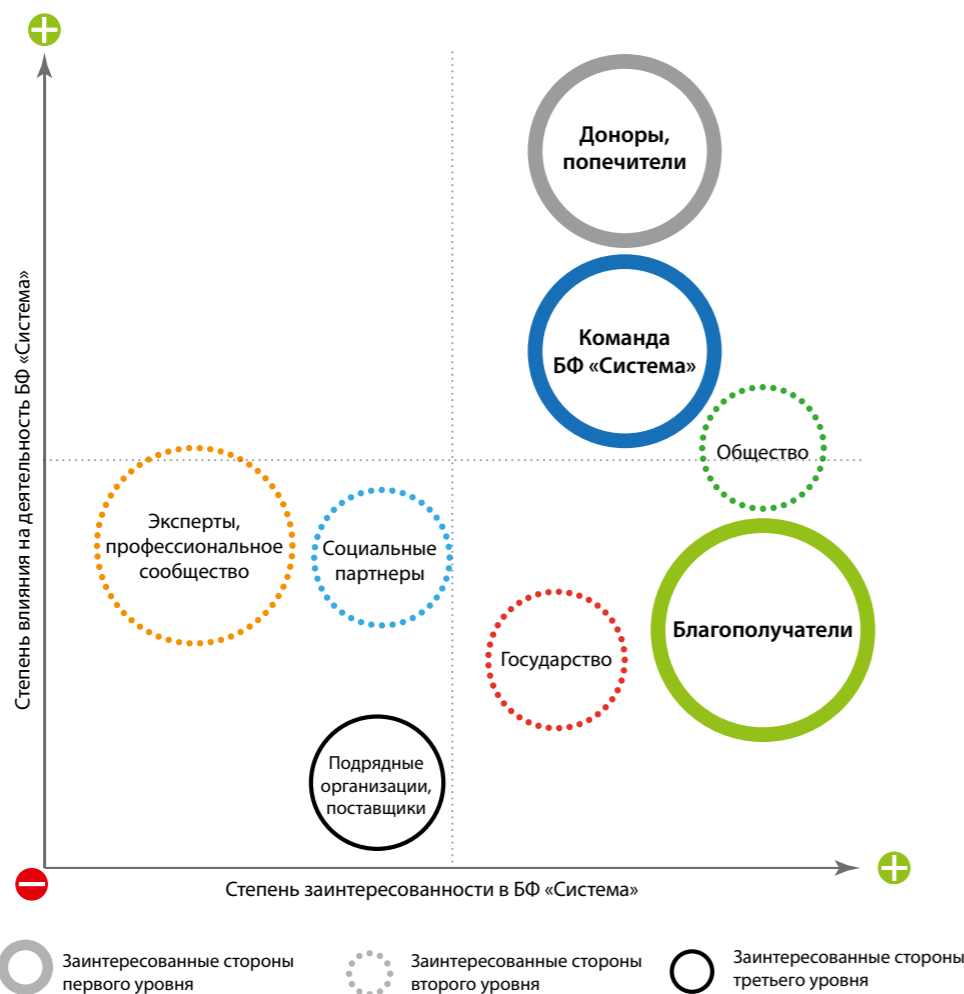 Доноры,
попечители
Команда
БФ «Система»
Общество
Эксперты,
профессиональное
сообщество
Социальные
партнеры
Благополучатели
Государство
Подрядные
организации,
поставщики
Степень влияния на деятельность БФ «Система»
Степень заинтересованности в БФ «Система»
Заинтересованные стороны
первого уровня
Заинтересованные стороны
второго уровня
Заинтересованные стороны
третьего уровня